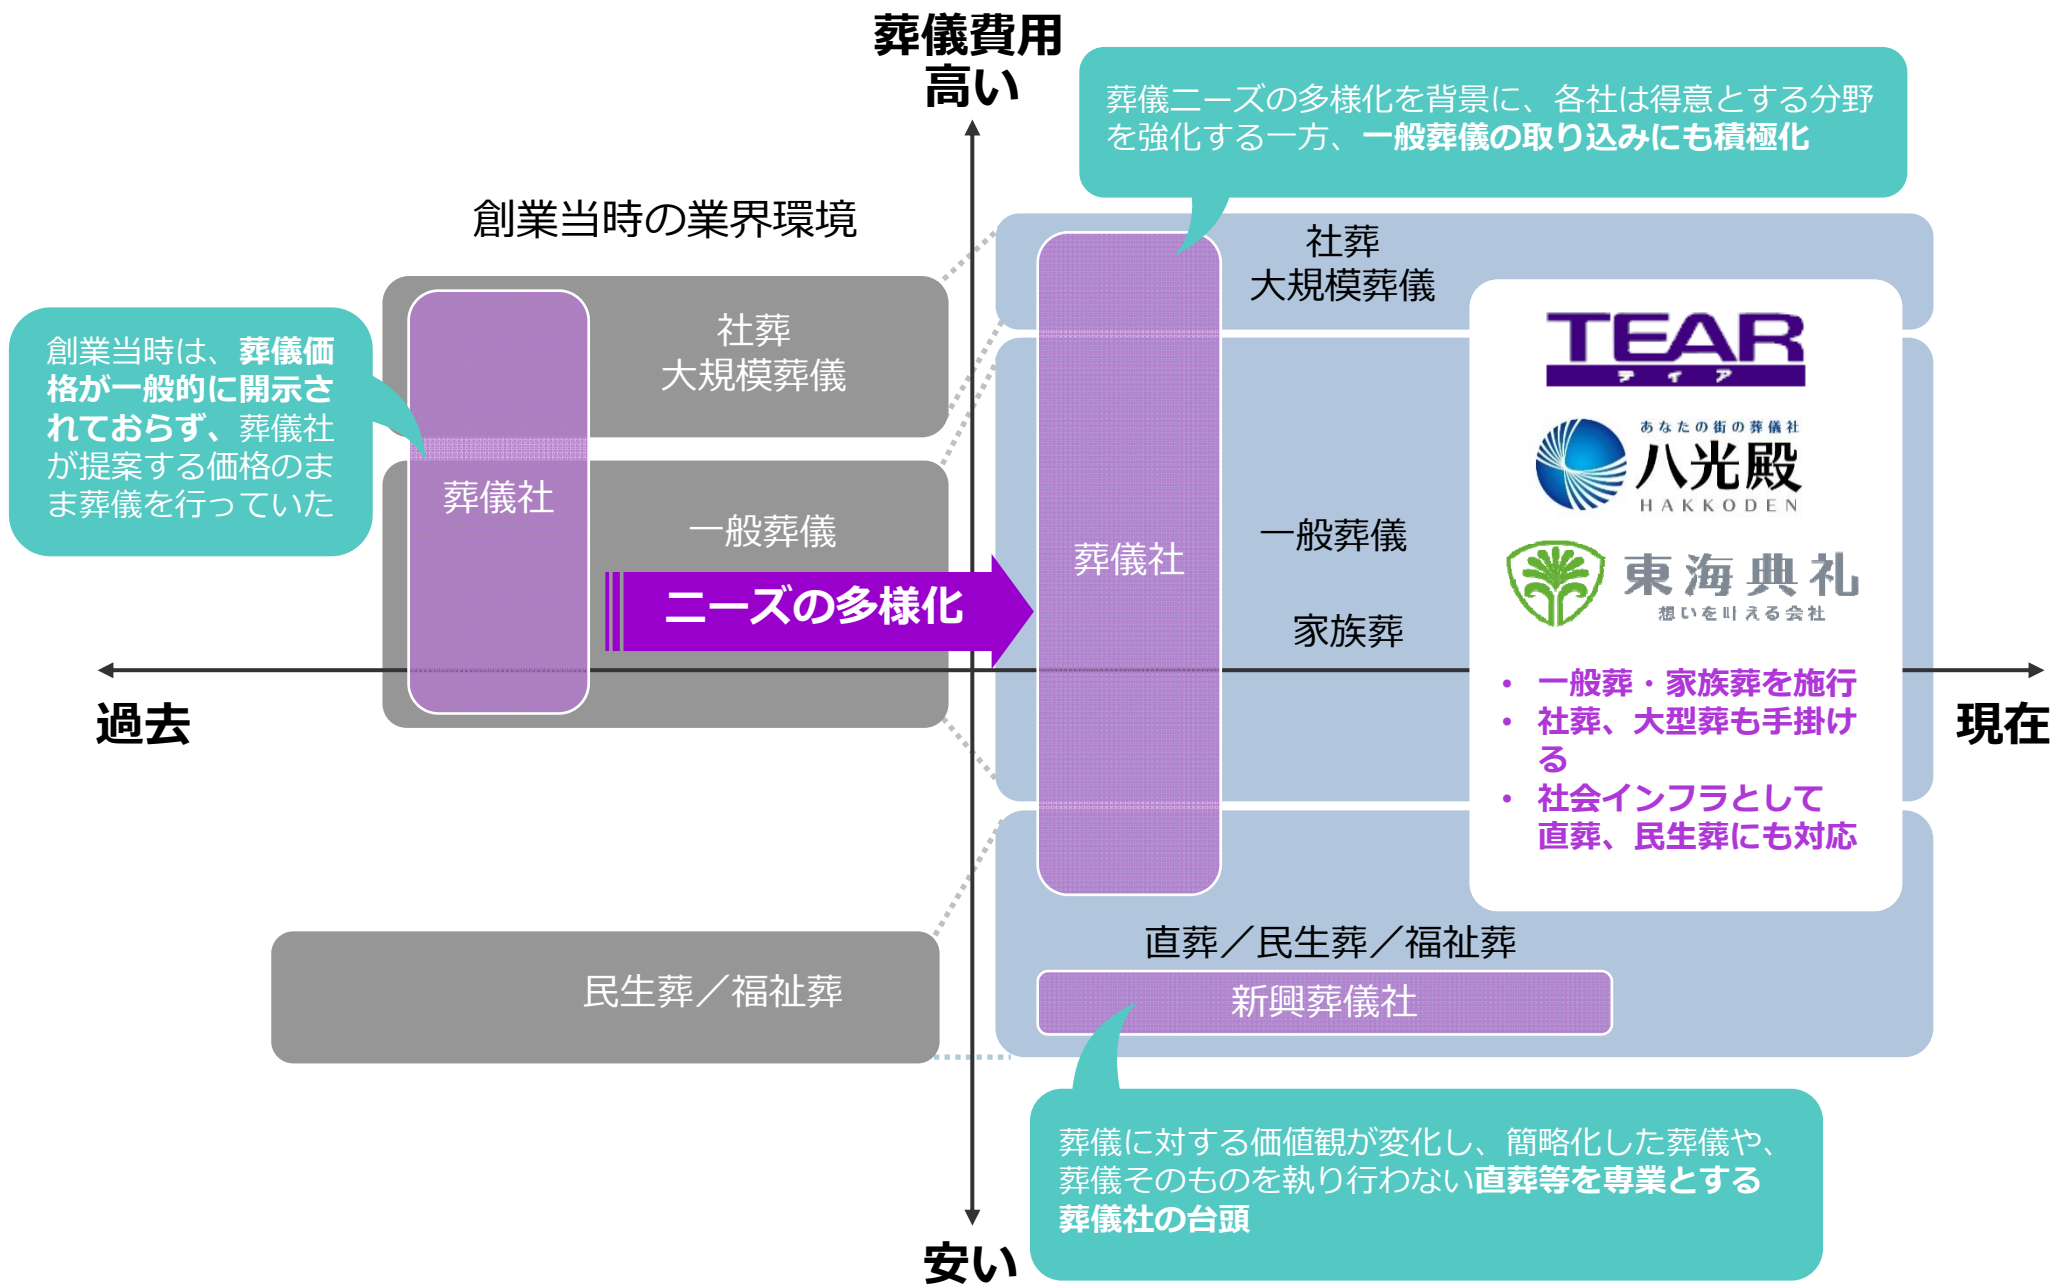 葬儀費用
高い
葬儀ニーズの多様化を背景に、各社は得意とする分野
を強化する一方、一般葬儀の取り込みにも積極化
創業当時の業界環境
社葬
大規模葬儀
社葬
大規模葬儀
創業当時は、葬儀価
格が一般的に開示さ
れておらず、葬儀社
が提案する価格のま
ま葬儀を行っていた
葬儀社
一般葬儀
ニーズの多様化
葬儀社
一般葬儀
家族葬
TEAR
ティア
あなたの街の葬儀社
八光殿
HAKKODEN
東海典礼
想いを叶える会社
• 一般葬・家族葬を施行
• 社葬、大型葬も手掛け
る
• 社会インフラとして
直葬、民生葬にも対応
過去
現在
民生葬／福祉葬
直葬／民生葬／福祉葬
新興葬儀社
葬儀に対する価値観が変化し、簡略化した葬儀や、
葬儀そのものを執り行わない直葬等を専業とする
葬儀社の台頭
安い